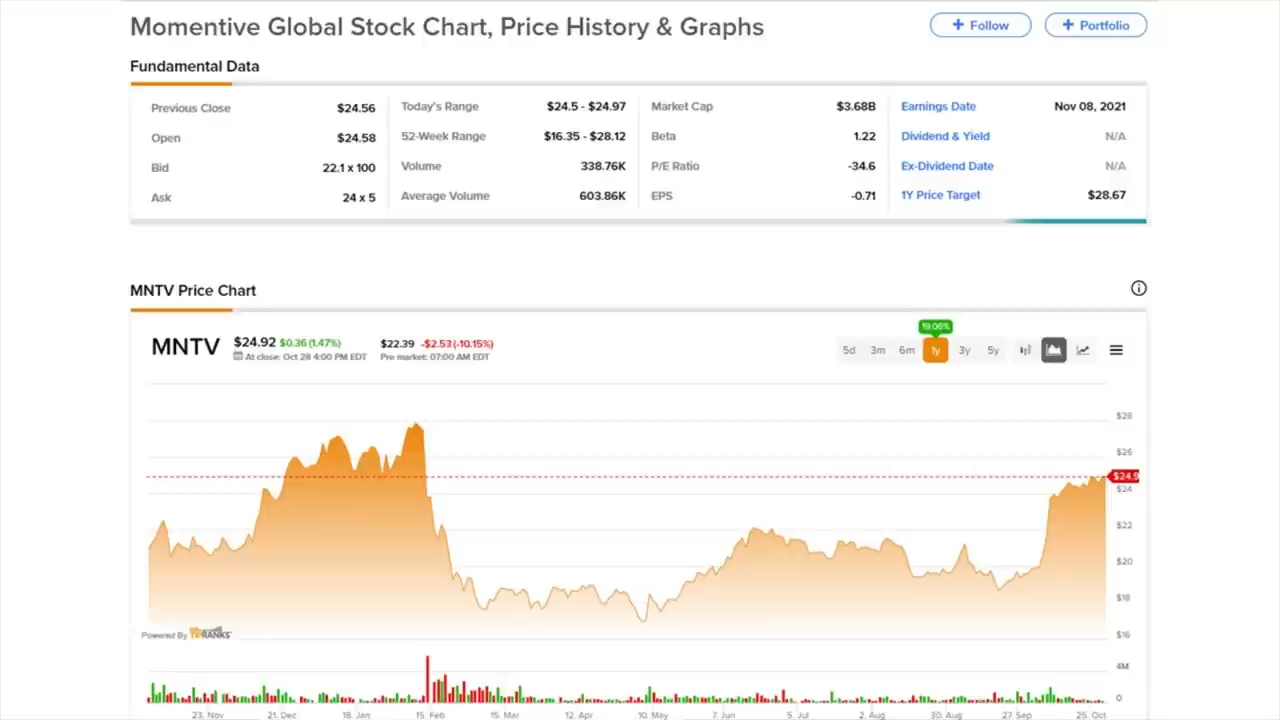 Momentive Global Stock Chart, Price History & Graphs
+ Follow
+ Portfolio
Fundamental Data
Previous Close $24.56
Today's Range $24.5 - $24.97
Market Cap $3.68B
Earnings Date Nov 08, 2021
Open $24.58
52-Week Range $16.35 - $28.12
Beta 1.22
Dividend & Yield N/A
Bid 22.1 x 100
Volume 338.76K
P/E Ratio -34.6
Ex-Dividend Date N/A
Ask 24 x 5
Average Volume 603.86K
EPS -0.71
1Y Price Target $28.67
MNTV Price Chart
MNTV
$24.92 $0.36 (1.47%)
At close: Oct 28 4:00 PM EDT
$22.39 -$2.53 (-10.15%)
Pre market: 07:00 AM EDT
19.06%
5d 3m 6m 1y 3y 5y
$28
$26
$24.9
$24
$22
$20
$18
$16
Powered By TIPRANKS
4M
0
23. Nov 21. Dec 18. Jan 15. Feb 15. Mar 12. Apr 10. May 7. Jun 5. Jul 2. Aug 30. Aug 27. Sep 25. Oct